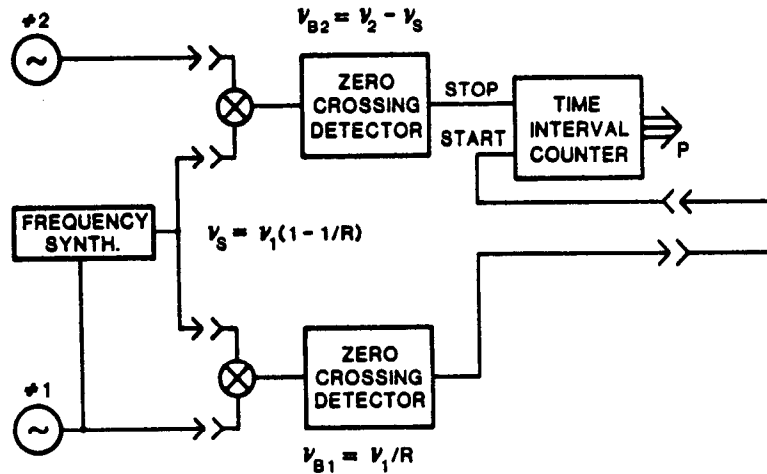 ≠2
ν_B2 = ν_2 − ν_S
ZERO
CROSSING
DETECTOR
STOP
START
TIME
INTERVAL
COUNTER
P
FREQUENCY
SYNTH.
ν_S = ν_1(1 - 1/R)
≠1
ZERO
CROSSING
DETECTOR
ν_B1 = ν_1/R